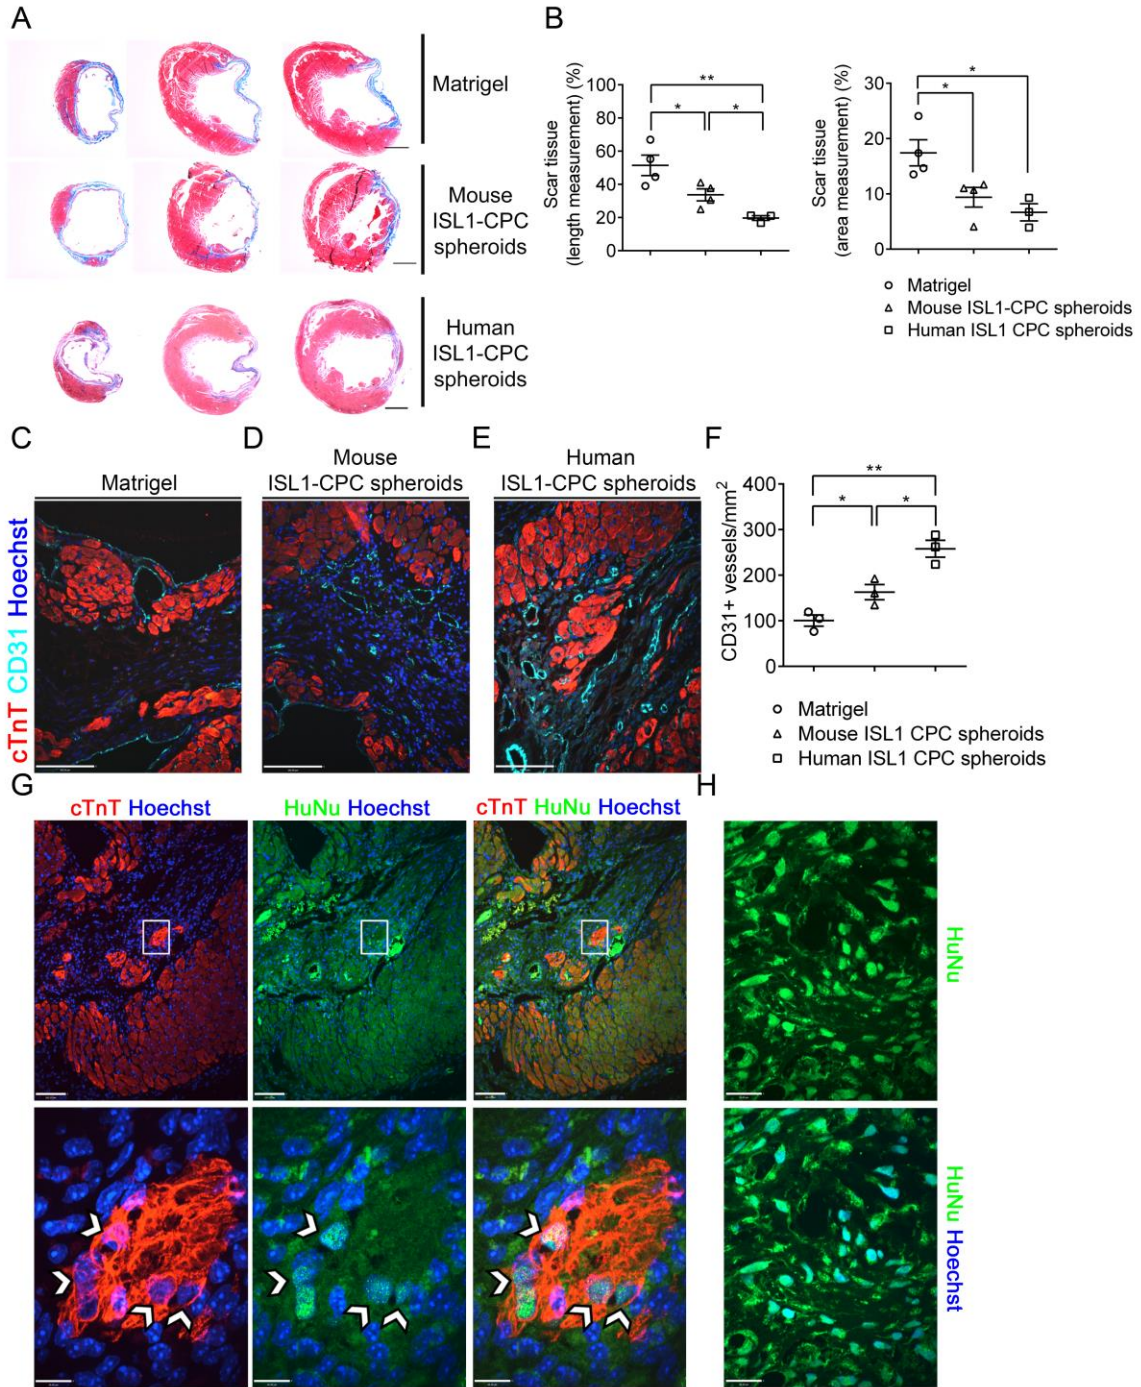 A
Matrigel
Mouse
ISL1-CPC
spheroids
Human
ISL1-CPC
spheroids
B
Scar tissue
(length measurement) (%)
100
80
60
40
20
0
**
*
*
Scar tissue
(area measurement) (%)
30
20
10
0
*
*
Matrigel
Mouse ISL1-CPC spheroids
Human ISL1 CPC spheroids
C
Matrigel
D
Mouse
ISL1-CPC spheroids
E
Human
ISL1-CPC spheroids
cTnT CD31 Hoechst
F
CD31+ vessels/mm²
400
300
200
100
0
**
*
*
Matrigel
Mouse ISL1 CPC spheroids
Human ISL1 CPC spheroids
G
cTnT Hoechst
HuNu Hoechst
cTnT HuNu Hoechst
H
HuNu
HuNu Hoechst